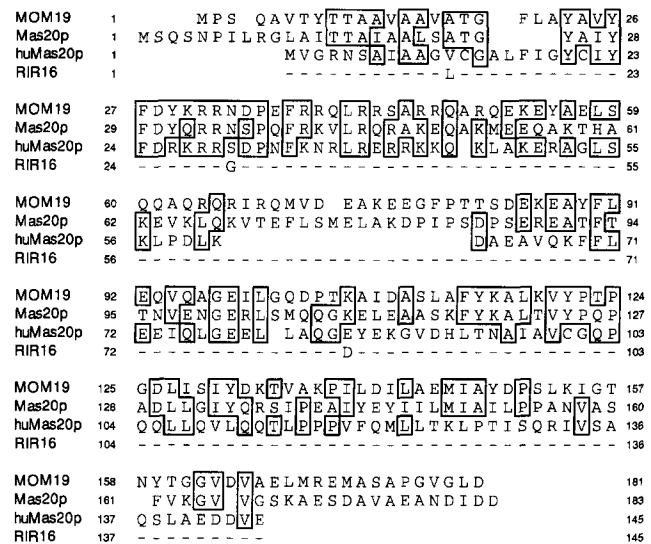 MOM19 1 MPS QAVTYTTAAVAAVATG FLAYAVY 26
Mas20p 1 MSQSNPILRGLAITTAIAALSATG YAIY 28
huMas20p 1 MVGRNSAIAAGVCGALFIGYCIY 23
RIR16 1 - - - - - - - - - - L - - - - - - - - - - - - 23
MOM19 27 FDYKRRNDPEFRRQLRRSARRQARQEKEYAELS 59
Mas20p 29 FDYQRRNSPQFRKVLRQRAKEQAKMEEQAKTHA 61
huMas20p 24 FDRKRRSDPNFKNRLRERRKKQ KLAKERAGLS 55
RIR16 24 - - - - - - G - - - - - - - - - - - - - - - - - - - - - - - - - 55
MOM19 60 QQAQRQRIRQMVD EAKEEGFPTTSDEKEAYFL 91
Mas20p 62 KEVKLQKVTEFLSMELAKDPIPSDPSEREATFT 94
huMas20p 56 KLPDLK DAEAVQKFFL 71
RIR16 56 - - - - - - - - - - - - - - - - - - - - - - - - - - - - - - - - - 71
MOM19 92 EQVQAGEILGQDPTKAIDASLAFYKALKVYPTP 124
Mas20p 95 TNVENGERLSMQQGKELEAASKFYKALTVYPQP 127
huMas20p 72 EEIQLGEEL LAQGEYEKGVDHLTNAIAVCGQP 103
RIR16 72 - - - - - - - - - - - - - - D - - - - - - - - - - - - - - - - - 103
MOM19 125 GDLISIYDKTVAKPILDILAEMIAYDPSLKIGT 157
Mas20p 128 ADLLGIYQRSIPEAIYEYIILMIAILPPANVAS 160
huMas20p 104 QQLLQVLQQTLPPPVFQMLLTKLPTISQRIVSA 136
RIR16 104 - - - - - - - - - - - - - - - - - - - - - - - - - - - - - - - - - 136
MOM19 158 NYTGGVDVAELMREMASAPGVGLD 181
Mas20p 161 FVKGV VGSKAESDAVAEANDIDD 183
huMas20p 137 QSLAEDDVE 145
RIR16 137 - - - - - - - - - 145